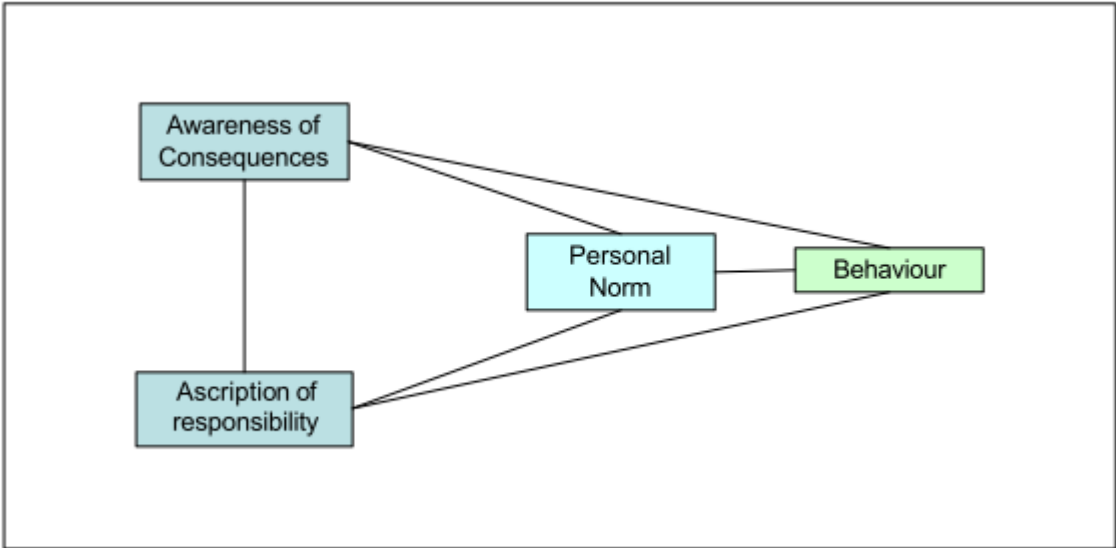 Awareness of
Consequences
Personal
Norm
Behaviour
Ascription of
responsibility